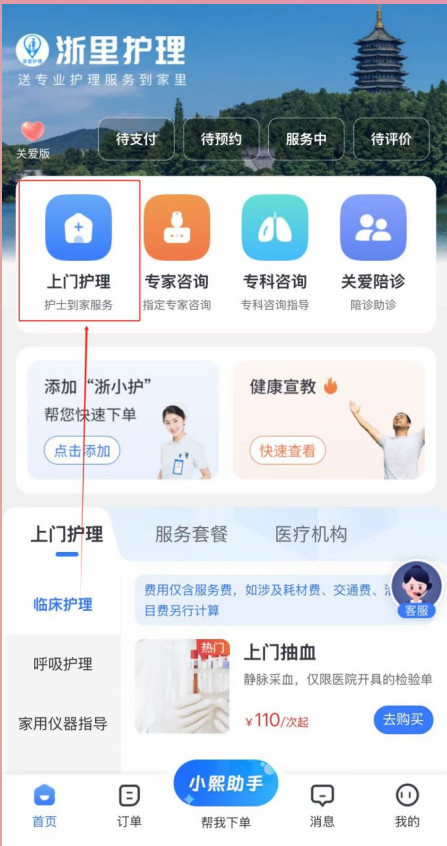 浙里护理
送专业护理服务到家里
关爱版
待支付
待预约
服务中
待评价
上门护理
专家咨询
专科咨询
关爱陪诊
护士到家服务
指定专家咨询
专科咨询指导
陪诊助诊
添加“浙小护”
帮您快速下单
点击添加
健康宣教
快速查看
上门护理
服务套餐
医疗机构
临床护理
呼吸护理
家用仪器指导
费用仅含服务费，如涉及耗材费、交通费、
目费另行计算
客服
热门
上门抽血
静脉采血，仅限医院开具的检验单
¥110/次起
去购买
小熙助手
首页
订单
帮我下单
消息
我的